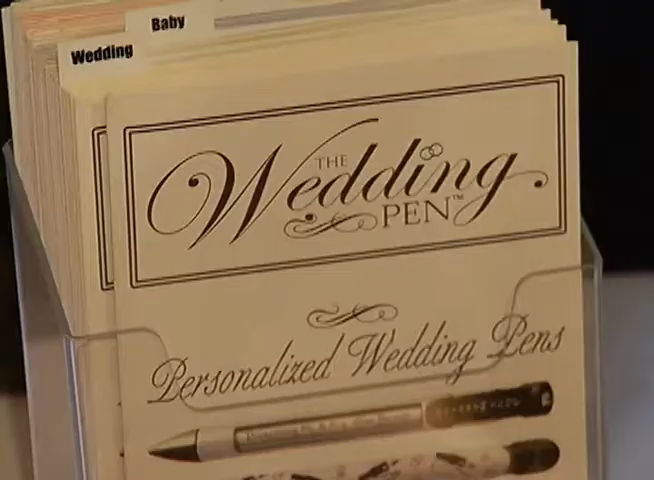 Baby
Wedding
THE
Wedding
PEN™
Personalized Wedding Pens